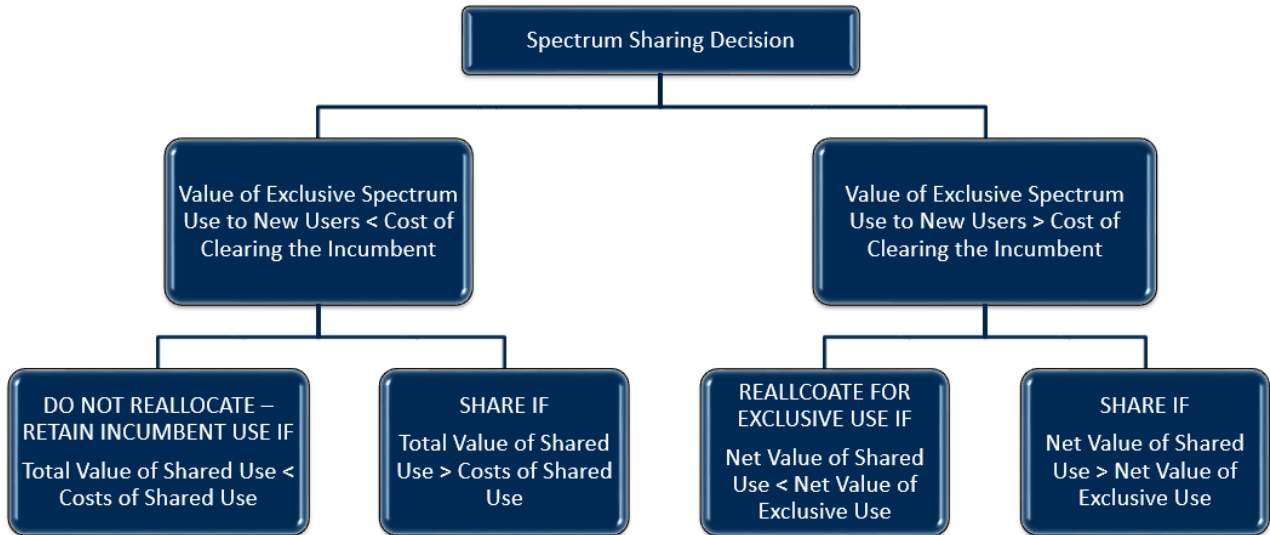 Spectrum Sharing Decision
Value of Exclusive Spectrum
Use to New Users < Cost of
Clearing the Incumbent
Value of Exclusive Spectrum
Use to New Users > Cost of
Clearing the Incumbent
DO NOT REALLOCATE –
RETAIN INCUMBENT USE IF
Total Value of Shared Use <
Costs of Shared Use
SHARE IF
Total Value of Shared
Use > Costs of Shared
Use
REALLCOATE FOR
EXCLUSIVE USE IF
Net Value of Shared
Use < Net Value of
Exclusive Use
SHARE IF
Net Value of Shared
Use > Net Value of
Exclusive Use